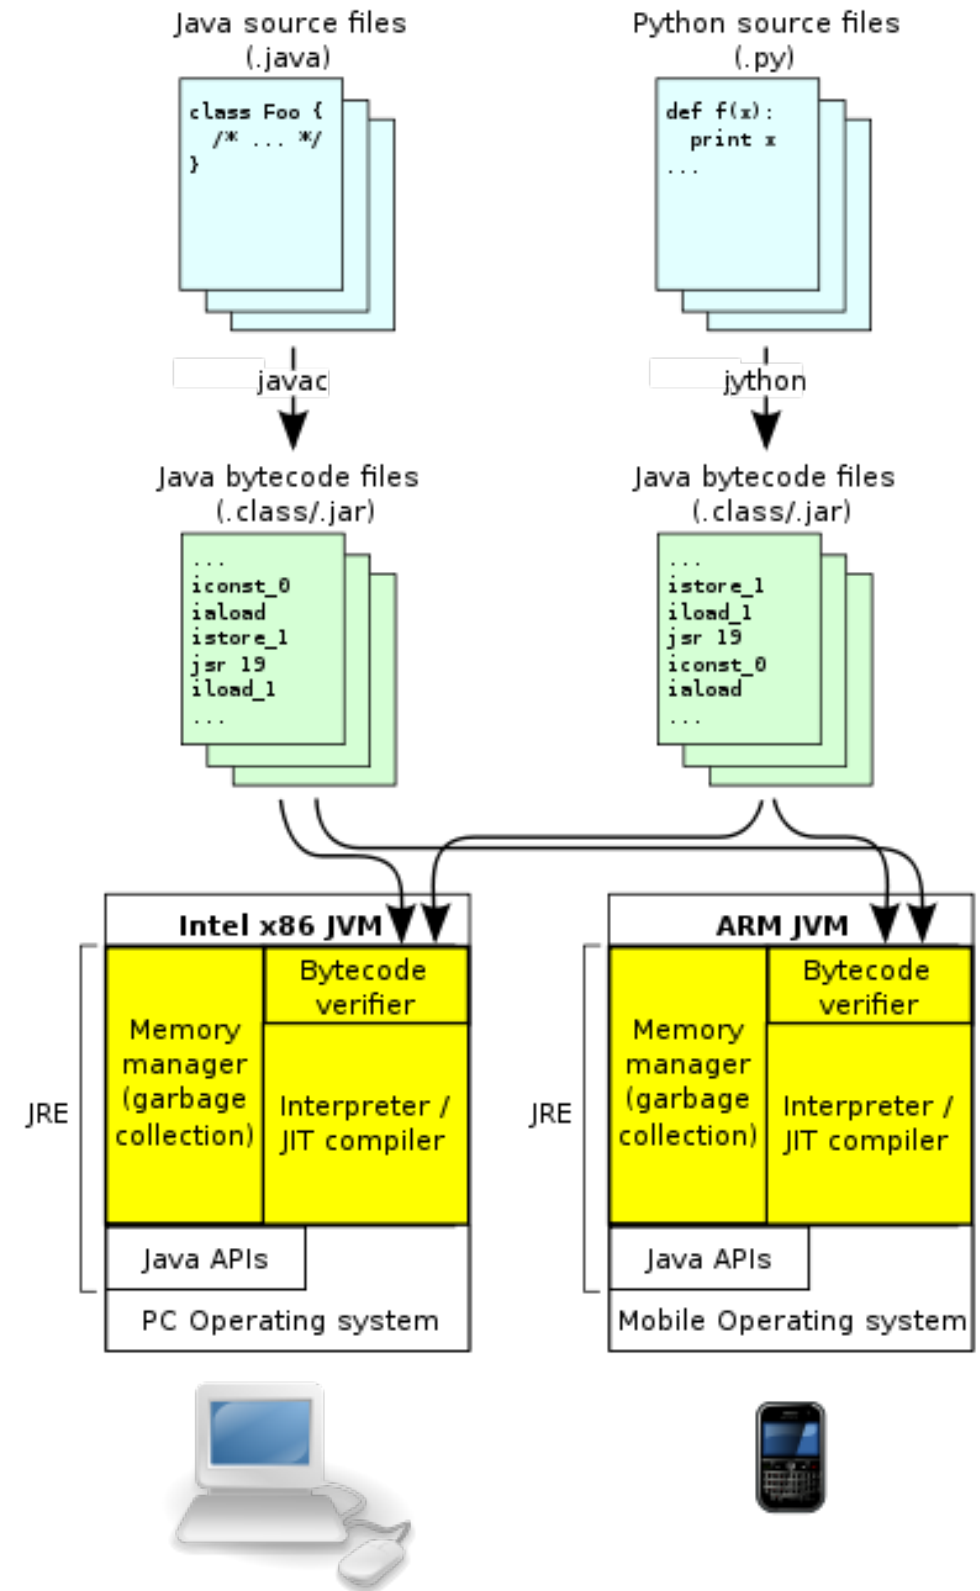 Java source files
(.java)
class Foo {
/* ... */
}
Python source files
(.py)
def f(x):
print x
...
javac
jython
Java bytecode files
(.class/.jar)
...
iconst_0
iaload
istore_1
jsr 19
iload_1
...
Java bytecode files
(.class/.jar)
...
istore_1
iload_1
jsr 19
iconst_0
iaload
...
Intel x86 JVM
JRE
Memory
manager
(garbage
collection)
Bytecode
verifier
Interpreter /
JIT compiler
Java APIs
PC Operating system
ARM JVM
JRE
Memory
manager
(garbage
collection)
Bytecode
verifier
Interpreter /
JIT compiler
Java APIs
Mobile Operating system